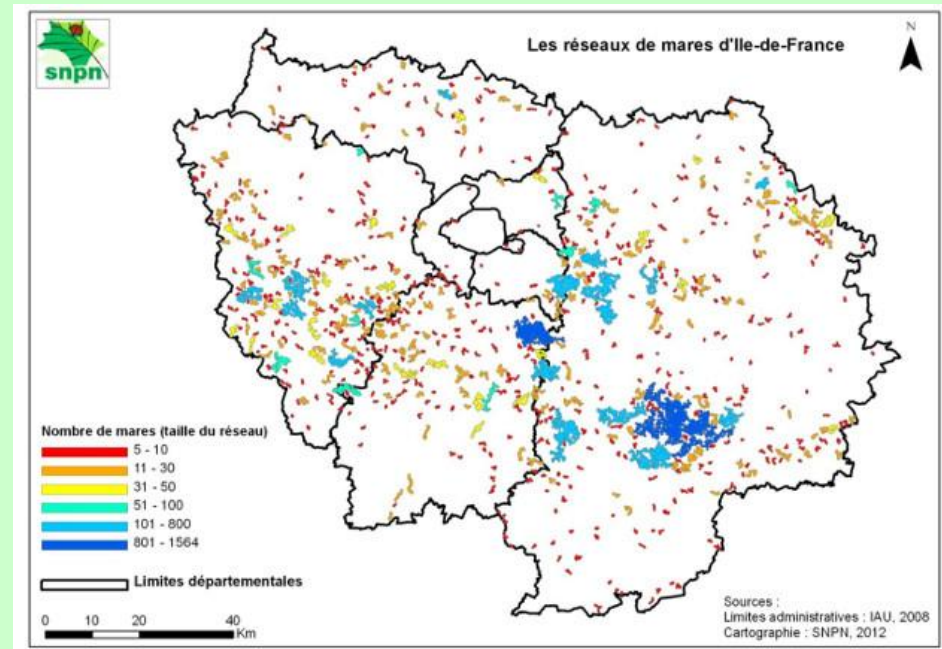 snpn
Les réseaux de mares d'Ile-de-France
N
Nombre de mares (taille du réseau)
5 - 10
11 - 30
31 - 50
51 - 100
101 - 800
801 - 1564
Limites départementales
0 10 20 40
Km
Sources :
Limites administratives : IAU, 2008
Cartographie : SNPN, 2012